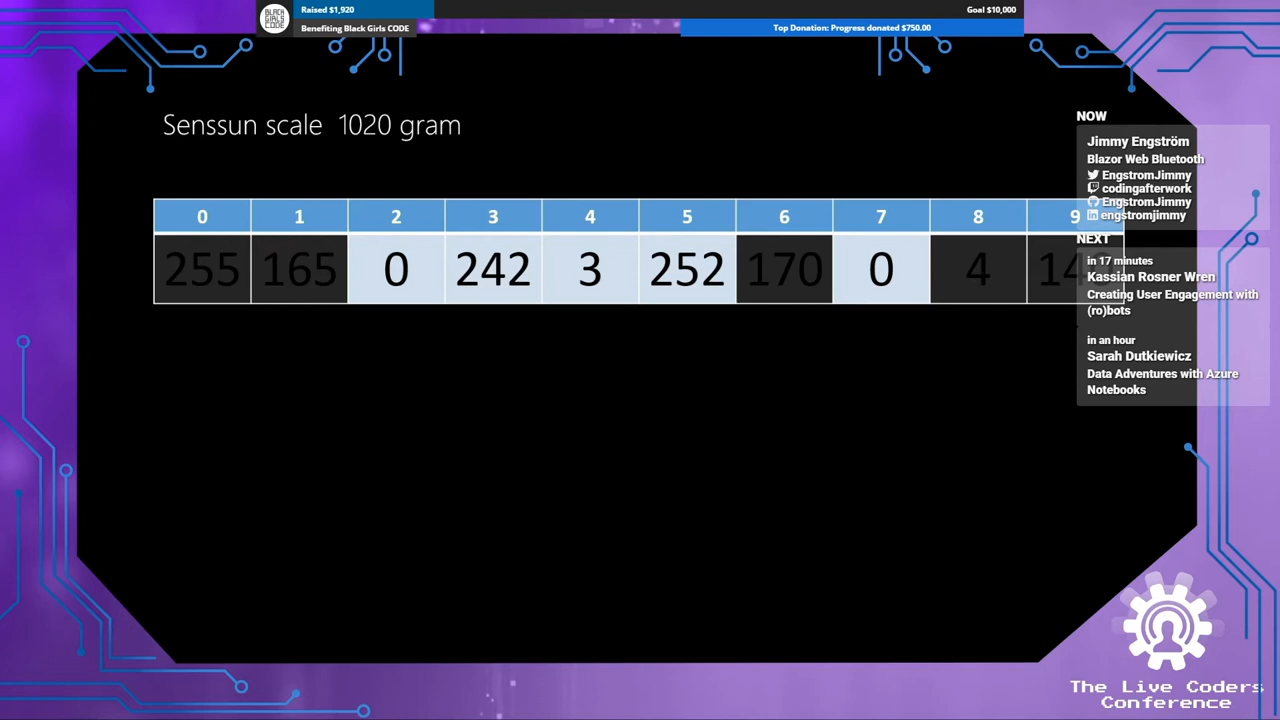 BLACK GIRLS CODE
Raised $1,920
Goal $10,000
Benefiting Black Girls CODE
Top Donation: Progress donated $750.00
Senssun scale 1020 gram
0 1 2 3 4 5 6 7 8 9
255 165 0 242 3 252 170 0 4
NOW
Jimmy Engström
Blazor Web Bluetooth
EngstromJimmy
codingafterwork
EngstromJimmy
engstromjimmy
NEXT
in 17 minutes
Kassian Rosner Wren
Creating User Engagement with
(ro)bots
in an hour
Sarah Dutkiewicz
Data Adventures with Azure
Notebooks
The Live Coders
Conference